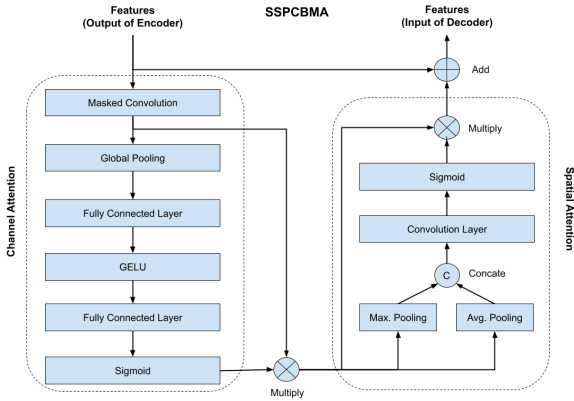 Features
(Output of Encoder)
SSPCBMA
Features
(Input of Decoder)
Add
Masked Convolution
Multiply
Global Pooling
Sigmoid
Channel Attention
Spatial Attention
Fully Connected Layer
Convolution Layer
GELU
C
Concate
Fully Connected Layer
Max. Pooling
Avg. Pooling
Sigmoid
Multiply